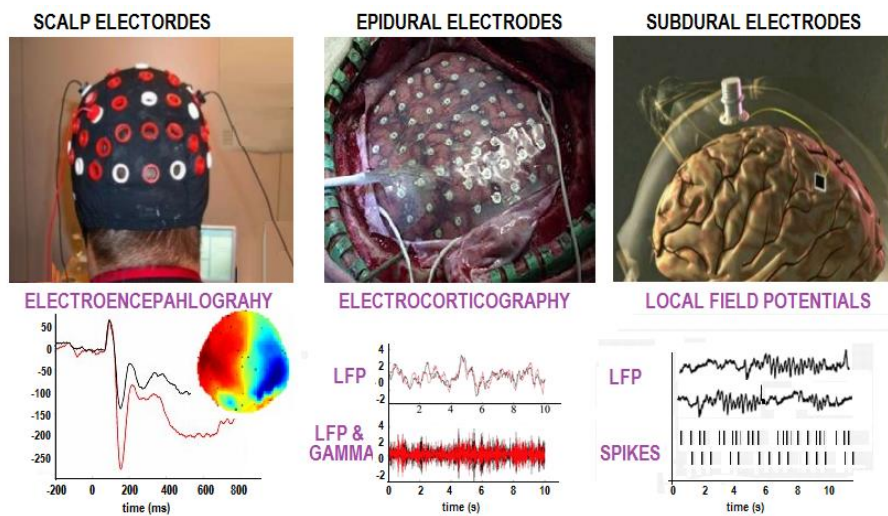 SCALP ELECTORDES
EPIDURAL ELECTRODES
SUBDURAL ELECTRODES
ELECTROENCEPAHLOGRAHY
ELECTROCORTICOGRAPHY
LOCAL FIELD POTENTIALS
50
0
-50
-100
-150
-200
-250
-200 0 200 400 600 800
time (ms)
LFP
4
2
0
-2
2 4 6 8 10
LFP &
GAMMA
4
2
0
-2
0 2 4 6 8 10
time (s)
LFP
SPIKES
0 2 4 6 8 10
time (s)